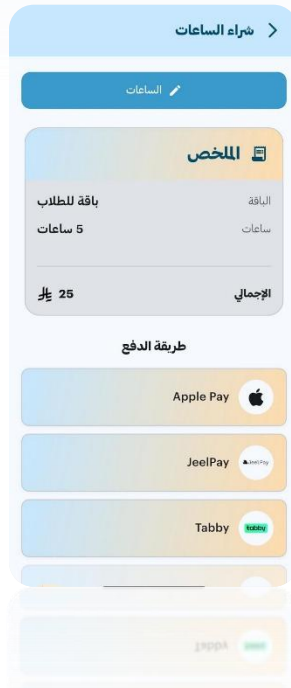 شراء الساعات
الساعات
الملخص
الباقة باقة للطلاب
ساعات 5 ساعات
الإجمالي 25
طريقة الدفع
Apple Pay
JeelPay JeelPay
Tabby tabby